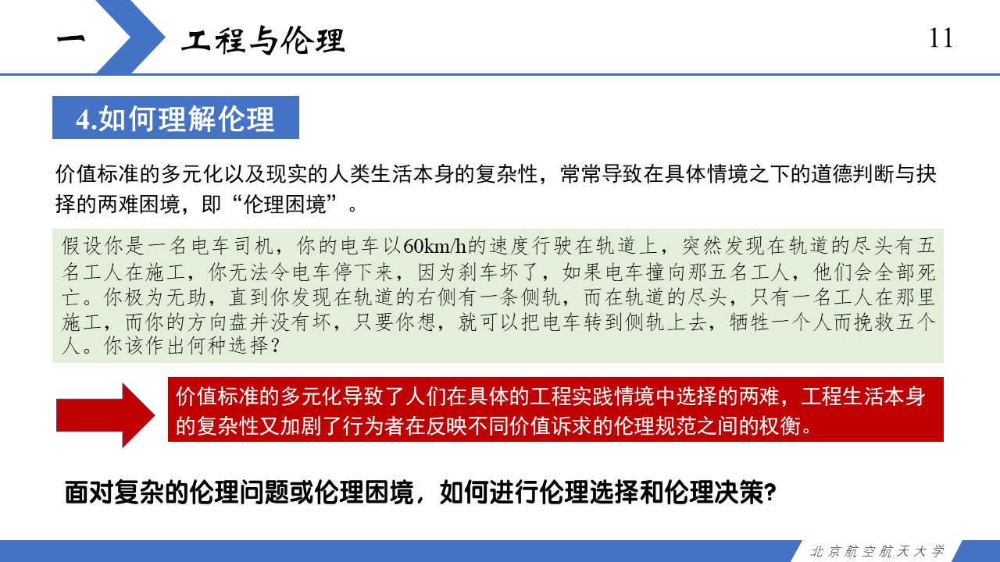 一
工程与伦理
11
4.如何理解伦理
价值标准的多元化以及现实的人类生活本身的复杂性，常常导致在具体情境之下的道德判断与抉
择的两难困境，即“伦理困境”。
假设你是一名电车司机，你的电车以60km/h的速度行驶在轨道上，突然发现在轨道的尽头有五
名工人在施工，你无法令电车停下来，因为刹车坏了，如果电车撞向那五名工人，他们会全部死
亡。你极为无助，直到你发现在轨道的右侧有一条侧轨，而在轨道的尽头，只有一名工人在那里
施工，而你的方向盘并没有坏，只要你想，就可以把电车转到侧轨上去，牺牲一个人而挽救五个
人。你该作出何种选择？
价值标准的多元化导致了人们在具体的工程实践情境中选择的两难，工程生活本身
的复杂性又加剧了行为者在反映不同价值诉求的伦理规范之间的权衡。
面对复杂的伦理问题或伦理困境，如何进行伦理选择和伦理决策?
北京航空航天大学